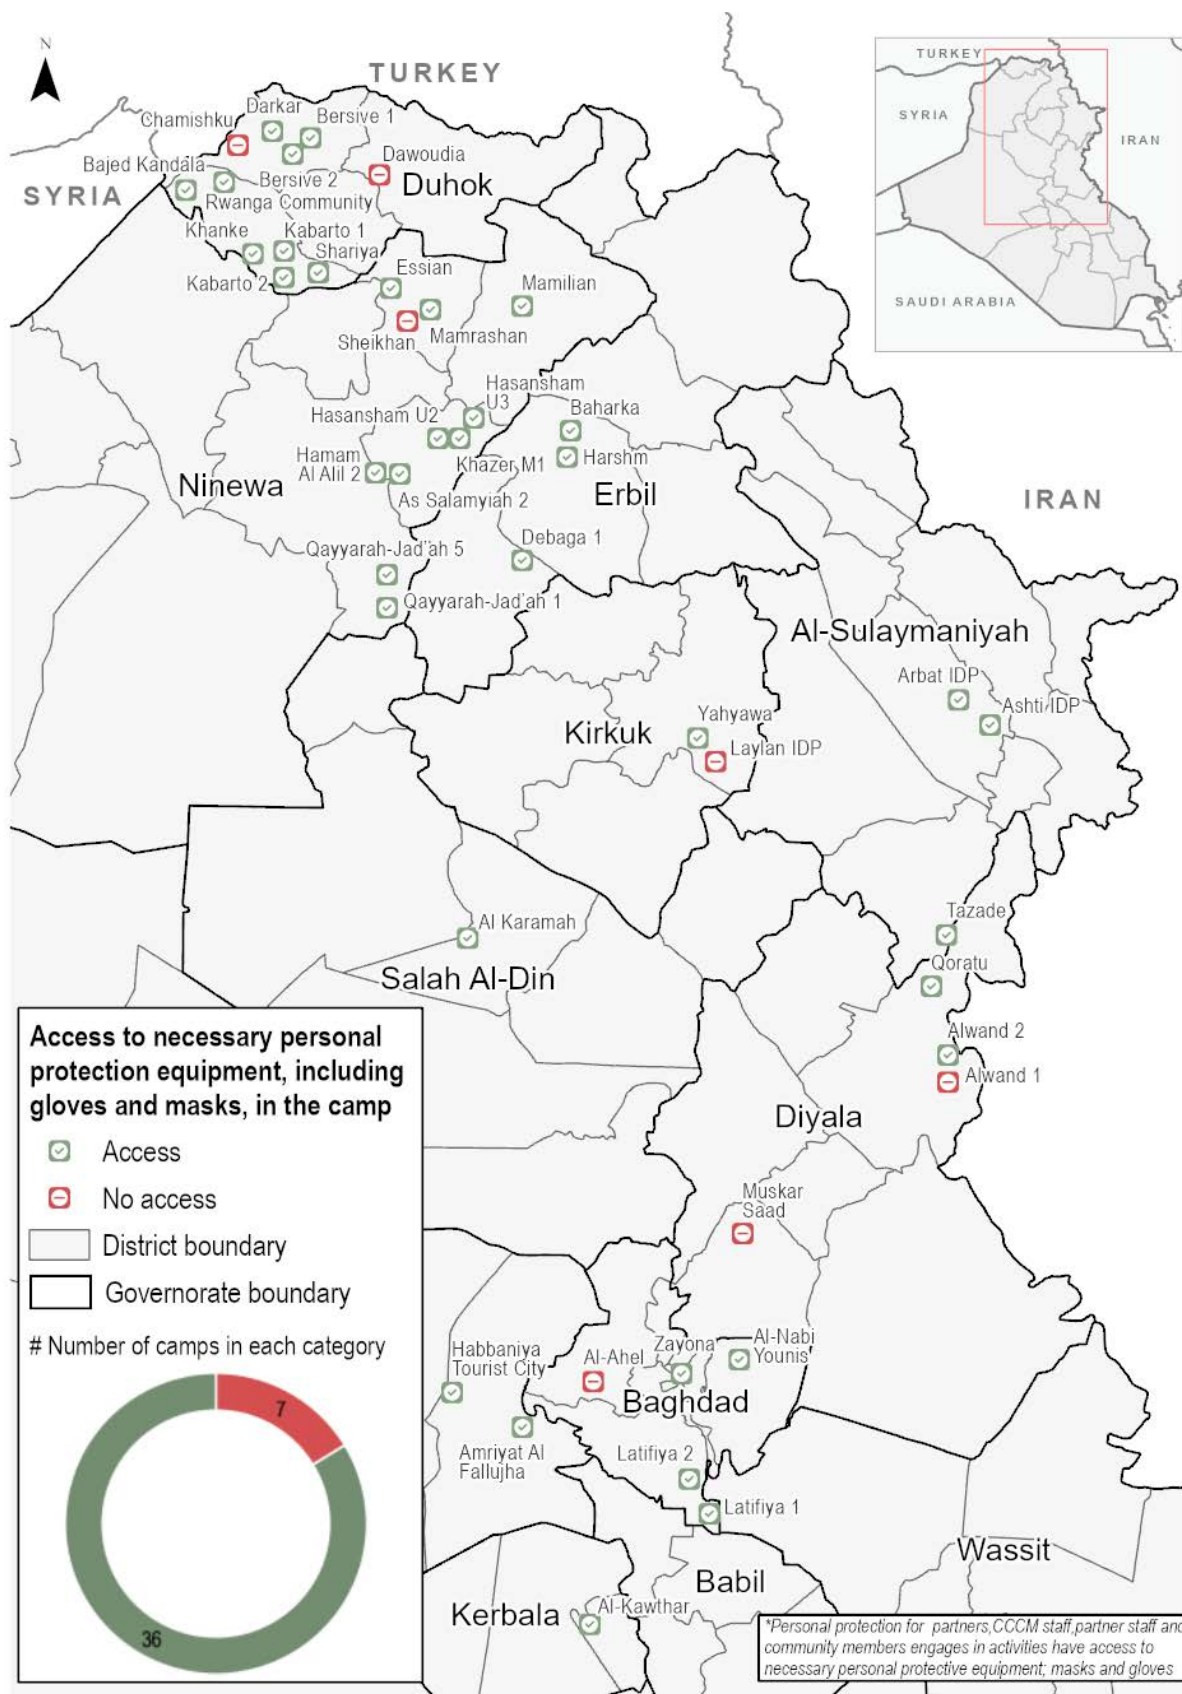 N
TURKEY
SYRIA
IRAN
SAUDI ARABIA
TURKEY
SYRIA
IRAN
Darkar
Bersive 1
Chamishku
Dawoudia
Bajed Kandala
Bersive 2
Duhok
Rwanga Community
Khanke
Kabarto 1
Shariya
Kabarto 2
Essian
Mamilian
Sheikhan
Mamrashan
Hasansham
U3
Hasansham U2
Baharka
Hamam
Al Alil 2
Khazer M1
Harshm
Ninewa
As Salamyiah 2
Erbil
Debaga 1
Qayyarah-Jad'ah 5
Qayyarah-Jad'ah 1
Al-Sulaymaniyah
Arbat IDP
Ashti IDP
Kirkuk
Yahyawa
Laylan IDP
Al Karamah
Tazade
Salah Al-Din
Qoratu
Alwand 2
Alwand 1
Diyala
Muskar
Saad
Habbaniya
Tourist City
Al-Ahel
Zayona
Al-Nabi
Younis
Baghdad
Amriyat Al
Fallujha
Latifiya 2
Latifiya 1
Wassit
Babil
Kerbala
Al-Kawthar
Access to necessary personal
protection equipment, including
gloves and masks, in the camp
Access
No access
District boundary
Governorate boundary
# Number of camps in each category
7
36
*Personal protection for partners,CCCM staff,partner staff and
community members engages in activities have access to
necessary personal protective equipment; masks and gloves